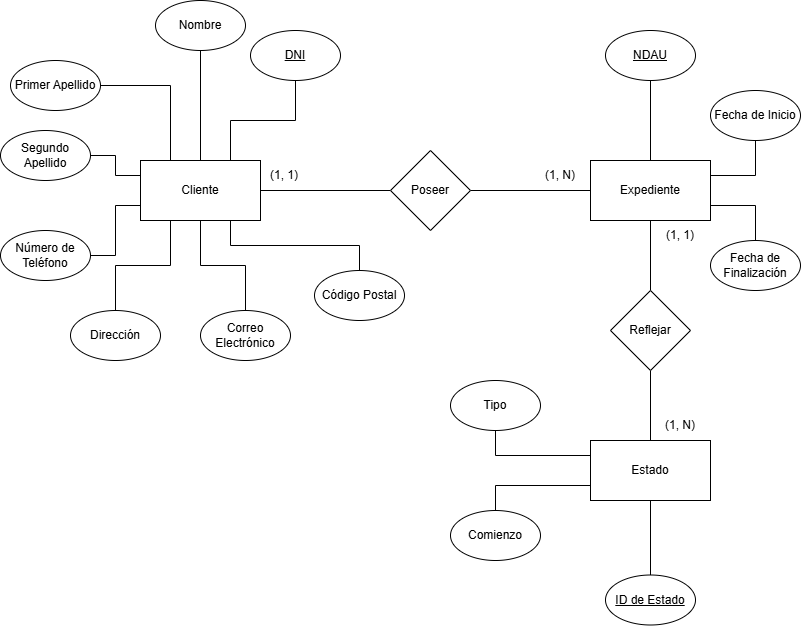 Nombre
DNI
NDAU
Primer Apellido
Fecha de Inicio
Segundo
Apellido
Cliente
(1, 1)
Poseer
(1, N)
Expediente
(1, 1)
Número de
Teléfono
Fecha de
Finalización
Código Postal
Dirección
Correo
Electrónico
Reflejar
Tipo
(1, N)
Estado
Comienzo
ID de Estado